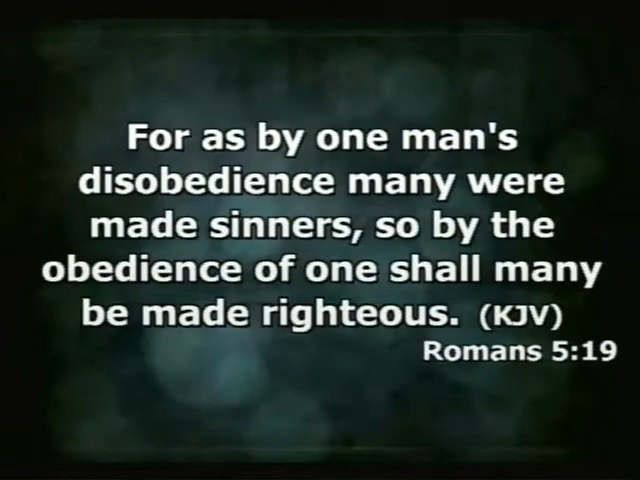 For as by one man's
disobedience many were
made sinners, so by the
obedience of one shall many
be made righteous. (KJV)
Romans 5:19